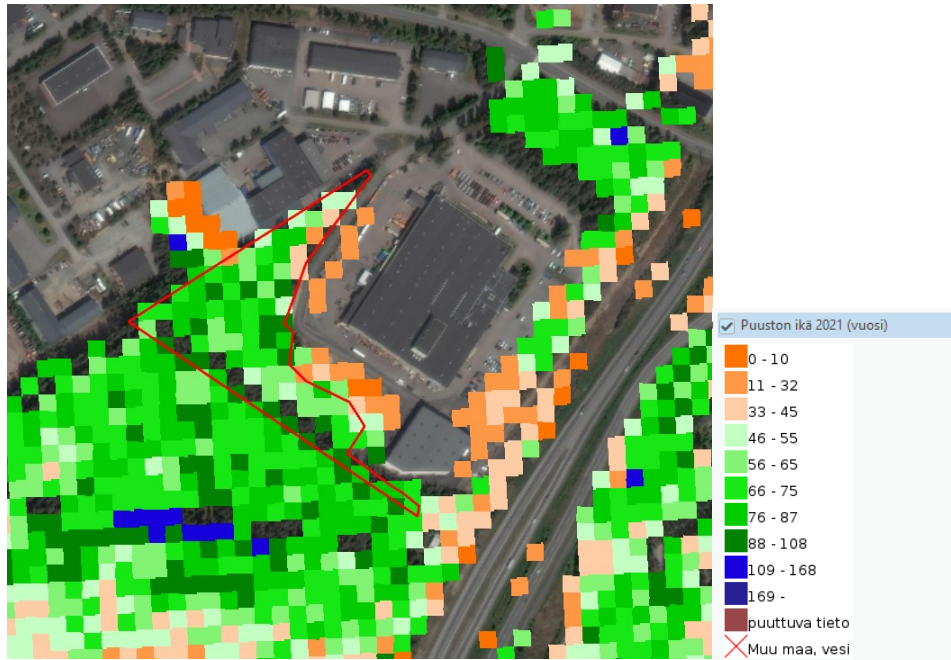 Puuston ikä 2021 (vuosi)
0 - 10
11 - 32
33 - 45
46 - 55
56 - 65
66 - 75
76 - 87
88 - 108
109 - 168
169 -
puuttuva tieto
Muu maa, vesi